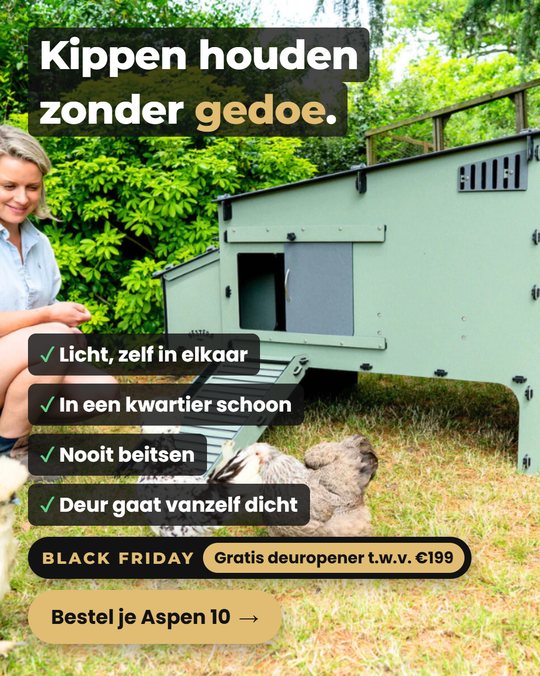 Kippen houden
zonder gedoe.
✓ Licht, zelf in elkaar
✓ In een kwartier schoon
✓ Nooit beitsen
✓ Deur gaat vanzelf dicht
BLACK FRIDAY Gratis deuropener t.w.v. €199
Bestel je Aspen 10 →